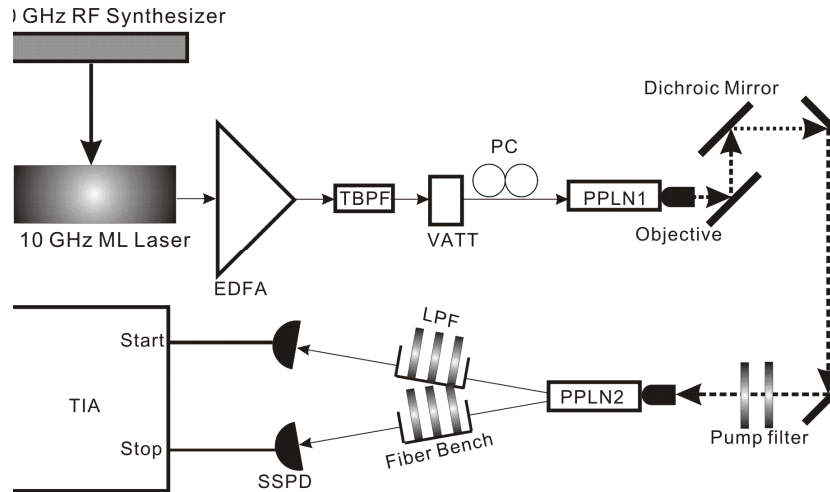 0 GHz RF Synthesizer
Dichroic Mirror
PC
TBPF
PPLN1
10 GHz ML Laser
VATT
Objective
EDFA
LPF
Start
TIA
PPLN2
Stop
Pump filter
Fiber Bench
SSPD